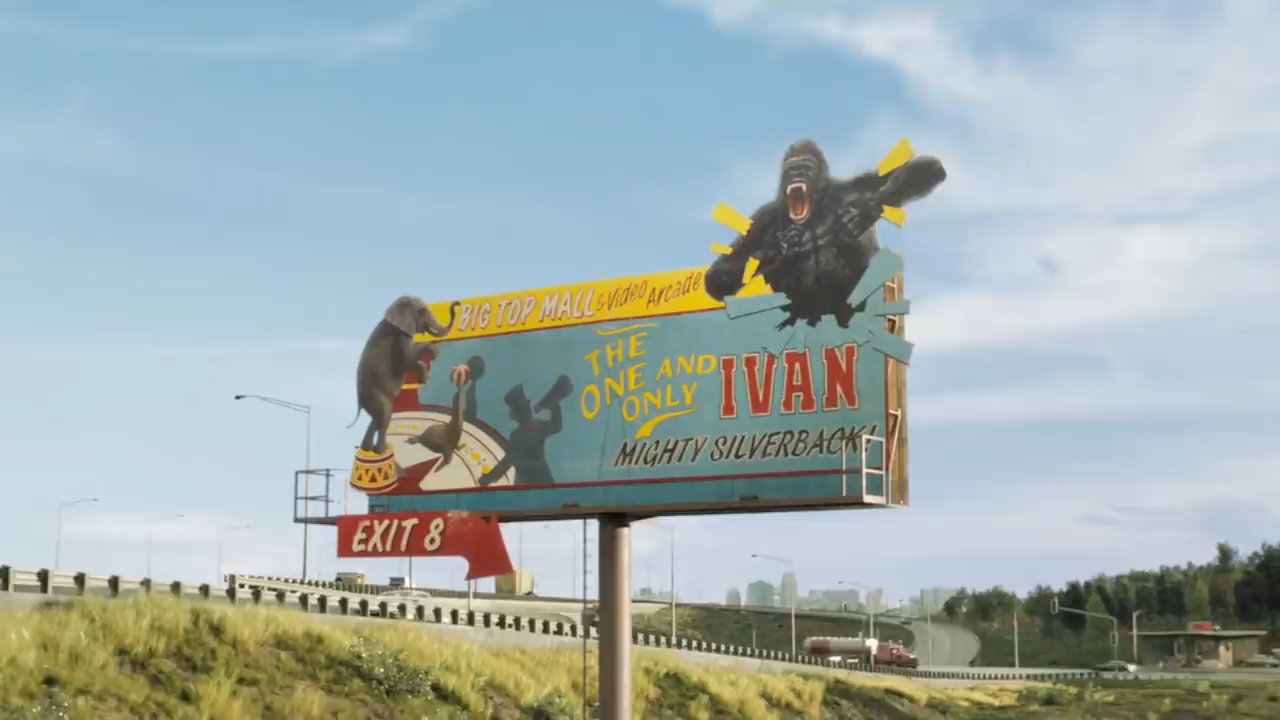 BIG TOP MALL & Video Arcade
THE
ONE AND
ONLY
IVAN
MIGHTY SILVERBACK!
EXIT 8